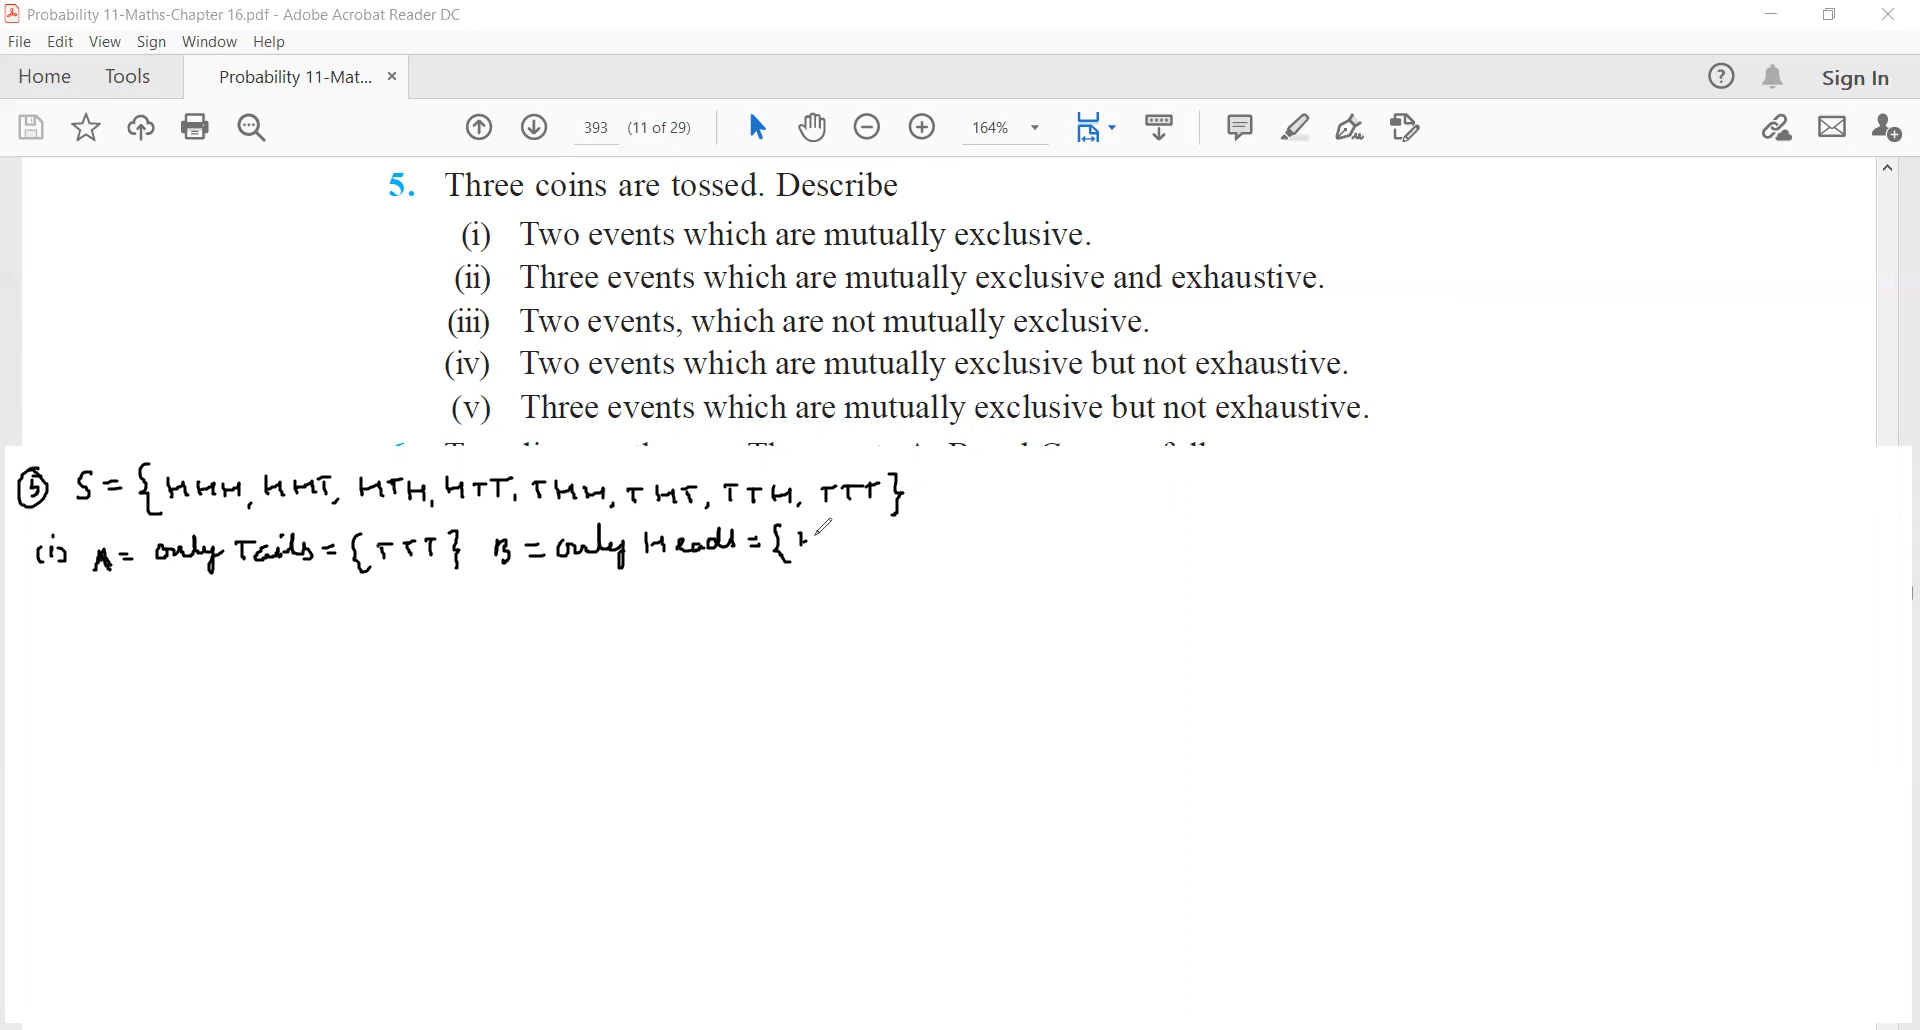 Probability 11-Maths-Chapter 16.pdf - Adobe Acrobat Reader DC
File Edit View Sign Window Help
Home Tools Probability 11-Mat... × Sign In
393 (11 of 29) 164%
5. Three coins are tossed. Describe
(i) Two events which are mutually exclusive.
(ii) Three events which are mutually exclusive and exhaustive.
(iii) Two events, which are not mutually exclusive.
(iv) Two events which are mutually exclusive but not exhaustive.
(v) Three events which are mutually exclusive but not exhaustive.
⑤ S = { HHH, HHT, HTH, HTT, THH, THT, TTH, TTT }
(i) A = only Tails = { TTT } B = only Heads = {